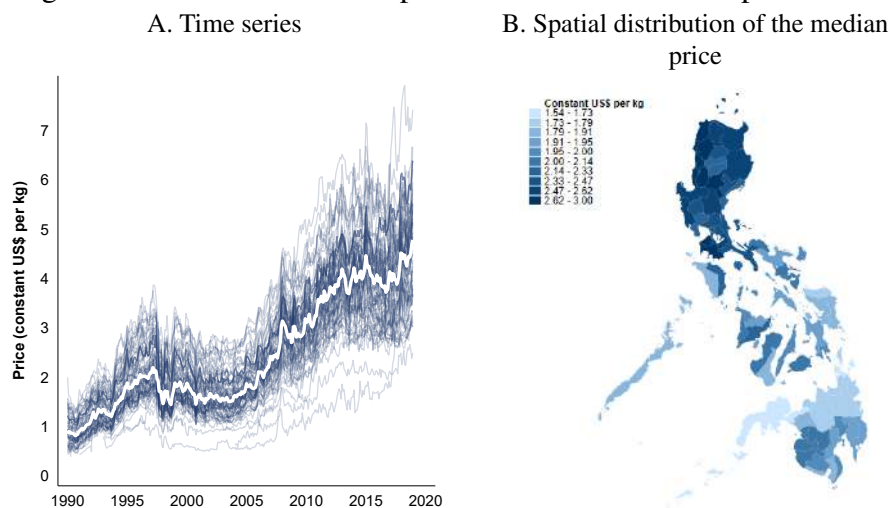 A. Time series
B. Spatial distribution of the median
price
Price (constant US$ per kg)
7
6
5
4
3
2
1
0
1990 1995 2000 2005 2010 2015 2020
Constant US$ per kg
1.54 - 1.73
1.73 - 1.79
1.79 - 1.91
1.91 - 1.95
1.95 - 2.00
2.00 - 2.14
2.14 - 2.33
2.33 - 2.47
2.47 - 2.62
2.62 - 3.00